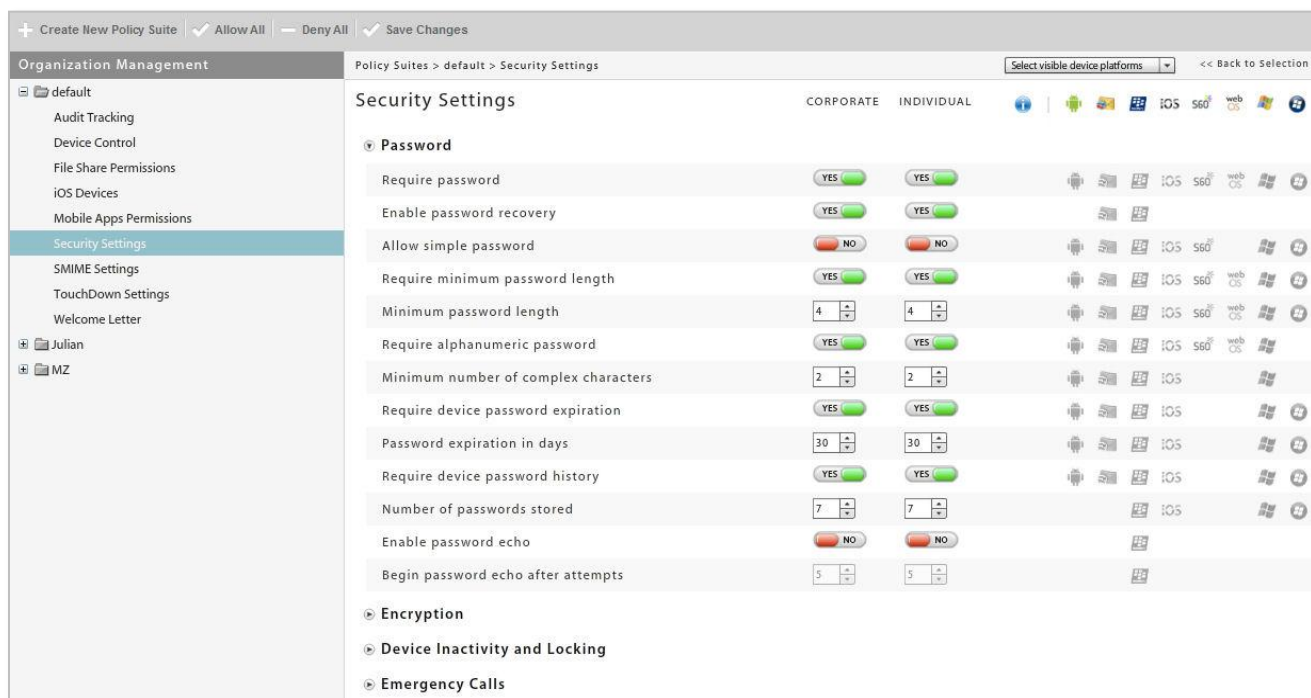 Create New Policy Suite Allow All Deny All Save Changes
Organization Management
default
Audit Tracking
Device Control
File Share Permissions
iOS Devices
Mobile Apps Permissions
Security Settings
SMIME Settings
TouchDown Settings
Welcome Letter
Julian
MZ
Policy Suites > default > Security Settings Select visible device platforms << Back to Selection
Security Settings CORPORATE INDIVIDUAL iOS S60 web OS
Password
Require password YES YES iOS S60 web OS
Enable password recovery YES YES
Allow simple password NO NO iOS S60
Require minimum password length YES YES iOS S60 web OS
Minimum password length 4 4 iOS S60 web OS
Require alphanumeric password YES YES iOS S60 web OS
Minimum number of complex characters 2 2 iOS
Require device password expiration YES YES iOS
Password expiration in days 30 30 iOS
Require device password history YES YES iOS
Number of passwords stored 7 7 iOS
Enable password echo NO NO
Begin password echo after attempts 5 5
Encryption
Device Inactivity and Locking
Emergency Calls